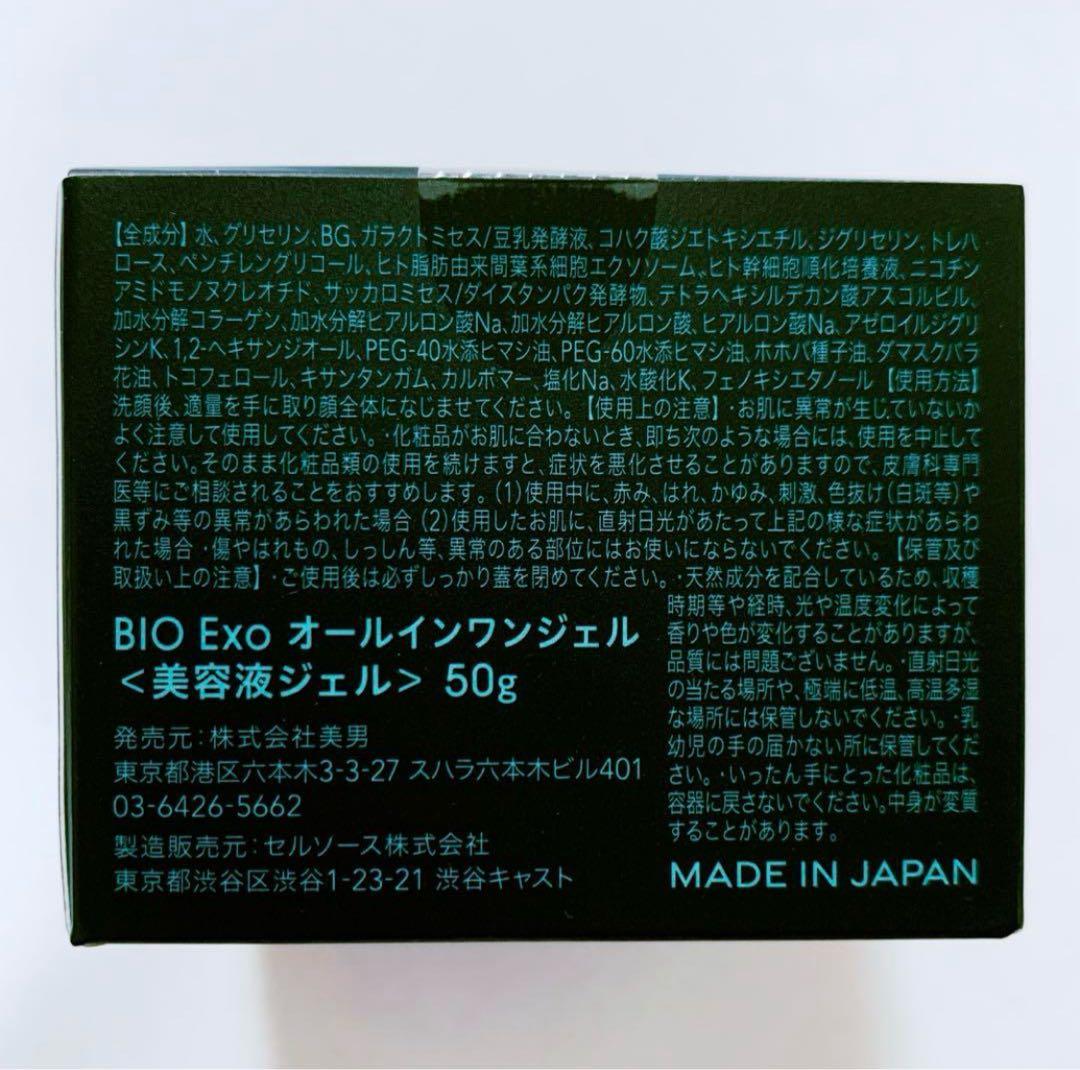 【全成分】水、グリセリン、BG、ガラクトミセス/豆乳発酵液、コハク酸ジエトキシエチル、ジグリセリン、トレハ
ロース、ペンチレングリコール、ヒト脂肪由来間葉系細胞エクソソーム、ヒト幹細胞順化培養液、ニコチン
アミドモノヌクレオチド、サッカロミセス/ダイズタンパク発酵物、テトラヘキシルデカン酸アスコルビル、
加水分解コラーゲン、加水分解ヒアルロン酸Na、加水分解ヒアルロン酸、ヒアルロン酸Na、アゼロイルジグリ
シンK、1,2-ヘキサンジオール、PEG-40水添ヒマシ油、PEG-60水添ヒマシ油、ホホバ種子油、ダマスクバラ
花油、トコフェロール、キサンタンガム、カルボマー、塩化Na、水酸化K、フェノキシエタノール【使用方法】
洗顔後、適量を手に取り顔全体になじませてください。【使用上の注意】・お肌に異常が生じていないか
よく注意して使用してください。・化粧品がお肌に合わないとき、即ち次のような場合には、使用を中止して
ください。そのまま化粧品類の使用を続けますと、症状を悪化させることがありますので、皮膚科専門
医等にご相談されることをおすすめします。(1)使用中に、赤み、はれ、かゆみ、刺激、色抜け(白斑等)や
黒ずみ等の異常があらわれた場合 (2)使用したお肌に、直射日光があたって上記の様な症状があらわ
れた場合 ・傷やはれもの、しっしん等、異常のある部位にはお使いにならないでください。【保管及び
取扱い上の注意】・ご使用後は必ずしっかり蓋を閉めてください。・天然成分を配合しているため、収穫
時期等や経時、光や温度変化によって
香りや色が変化することがありますが、
品質には問題ございません。・直射日光
の当たる場所や、極端に低温、高温多湿
な場所には保管しないでください。・乳
幼児の手の届かない所に保管してくだ
さい。・いったん手にとった化粧品は、
容器に戻さないでください。中身が変質
することがあります。
BIO Exo オールインワンジェル
＜美容液ジェル＞ 50g
発売元：株式会社美男
東京都港区六本木3-3-27 スハラ六本木ビル401
03-6426-5662
製造販売元：セルソース株式会社
東京都渋谷区渋谷1-23-21 渋谷キャスト
MADE IN JAPAN